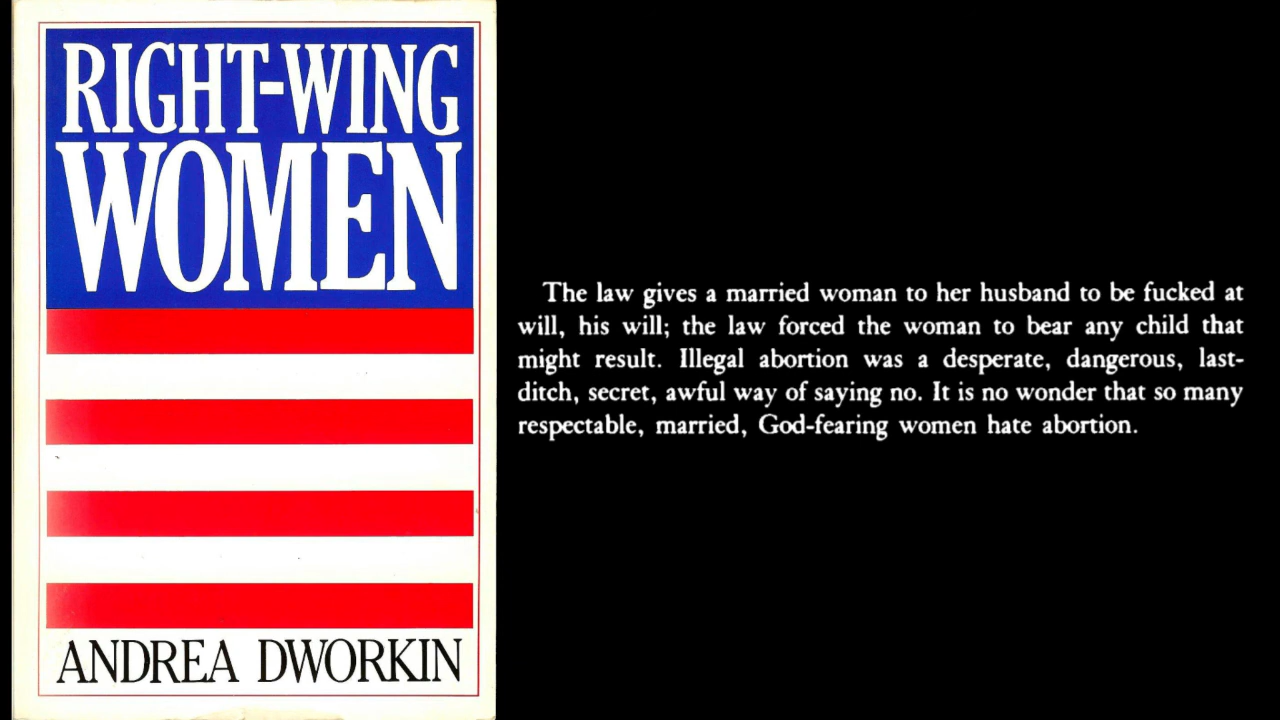 RIGHT-WING
WOMEN
ANDREA DWORKIN
The law gives a married woman to her husband to be fucked at
will, his will; the law forced the woman to bear any child that
might result. Illegal abortion was a desperate, dangerous, last-
ditch, secret, awful way of saying no. It is no wonder that so many
respectable, married, God-fearing women hate abortion.